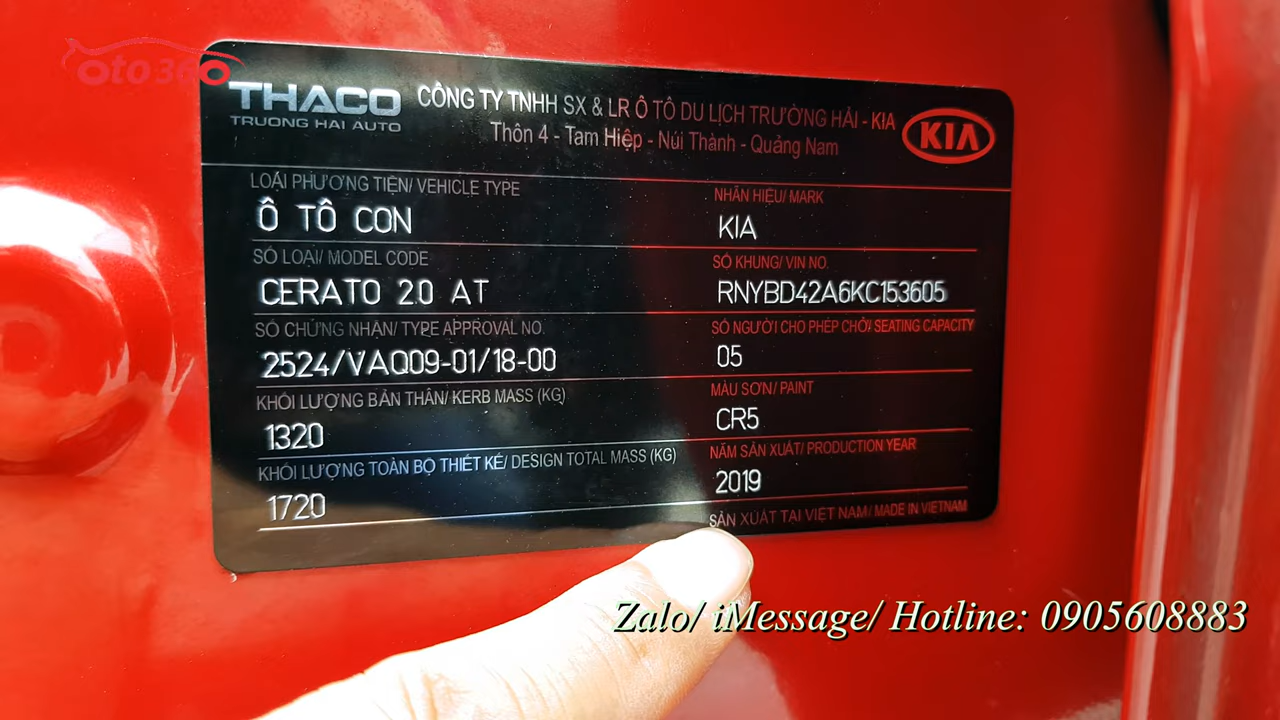 oto360
THACO
TRUONG HAI AUTO
CÔNG TY TNHH SX & LR Ô TÔ DU LỊCH TRƯỜNG HẢI - KIA
Thôn 4 - Tam Hiệp - Núi Thành - Quảng Nam
KIA
LOẠI PHƯƠNG TIỆN/ VEHICLE TYPE
Ô TÔ CON
NHÃN HIỆU/ MARK
KIA
SỐ LOẠI/ MODEL CODE
CERATO 2.0 AT
SỐ KHUNG/ VIN NO.
RNYBD42A6KC153605
SỐ CHỨNG NHẬN/ TYPE APPROVAL NO.
2524/VAQ09-01/18-00
SỐ NGƯỜI CHO PHÉP CHỞ/ SEATING CAPACITY
05
KHỐI LƯỢNG BẢN THÂN/ KERB MASS (KG)
1320
MÀU SƠN/ PAINT
CR5
KHỐI LƯỢNG TOÀN BỘ THIẾT KẾ/ DESIGN TOTAL MASS (KG)
1720
NĂM SẢN XUẤT/ PRODUCTION YEAR
2019
SẢN XUẤT TẠI VIỆT NAM/ MADE IN VIETNAM
Zalo/ iMessage/ Hotline: 0905608883